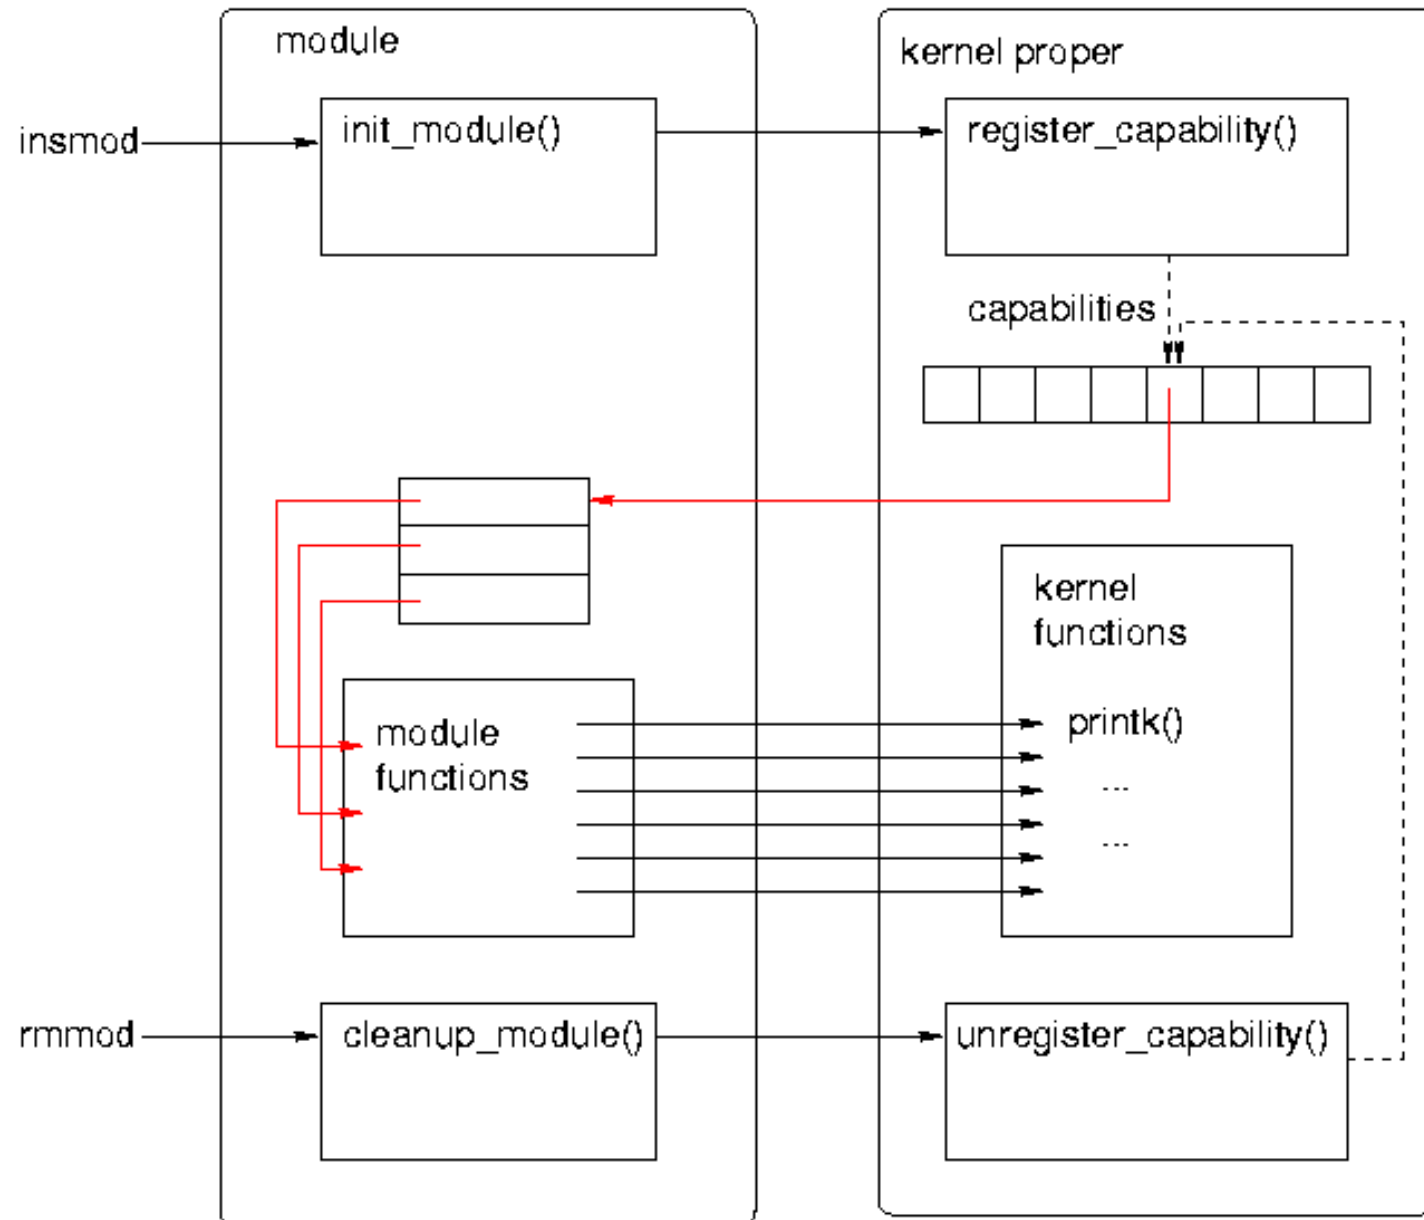 module
kernel proper
insmod
init_module()
register_capability()
capabilities
kernel
functions
printk()
...
...
module
functions
rmmod
cleanup_module()
unregister_capability()